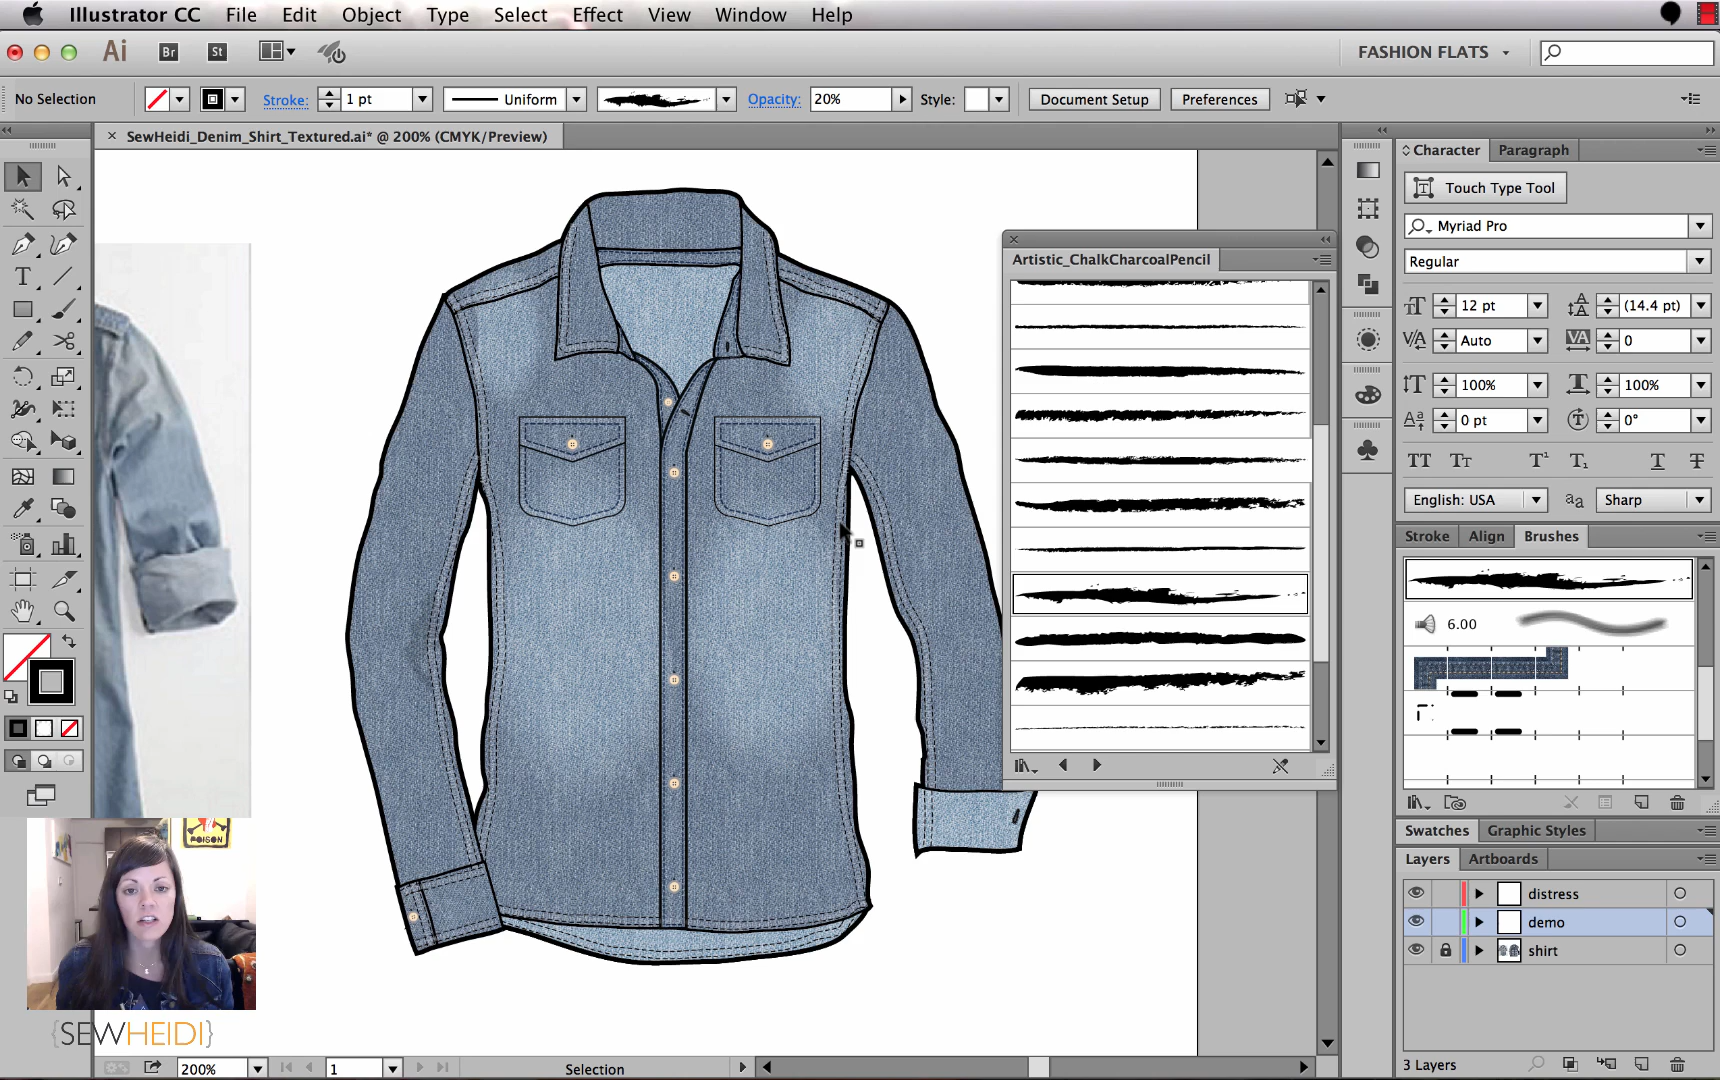 Illustrator CC File Edit Object Type Select Effect View Window Help
Ai Br St FASHION FLATS
No Selection Stroke: 1 pt Uniform Opacity: 20% Style: Document Setup Preferences
× SewHeidi_Denim_Shirt_Textured.ai* @ 200% (CMYK/Preview)
Character Paragraph
Touch Type Tool
Myriad Pro
Regular
12 pt (14.4 pt)
Auto 0
100% 100%
0 pt 0°
English: USA Sharp
Artistic_ChalkCharcoalPencil
Stroke Align Brushes
6.00
Swatches Graphic Styles
Layers Artboards
distress
demo
shirt
3 Layers
POISON
{SEWHEIDI}
200% 1 Selection